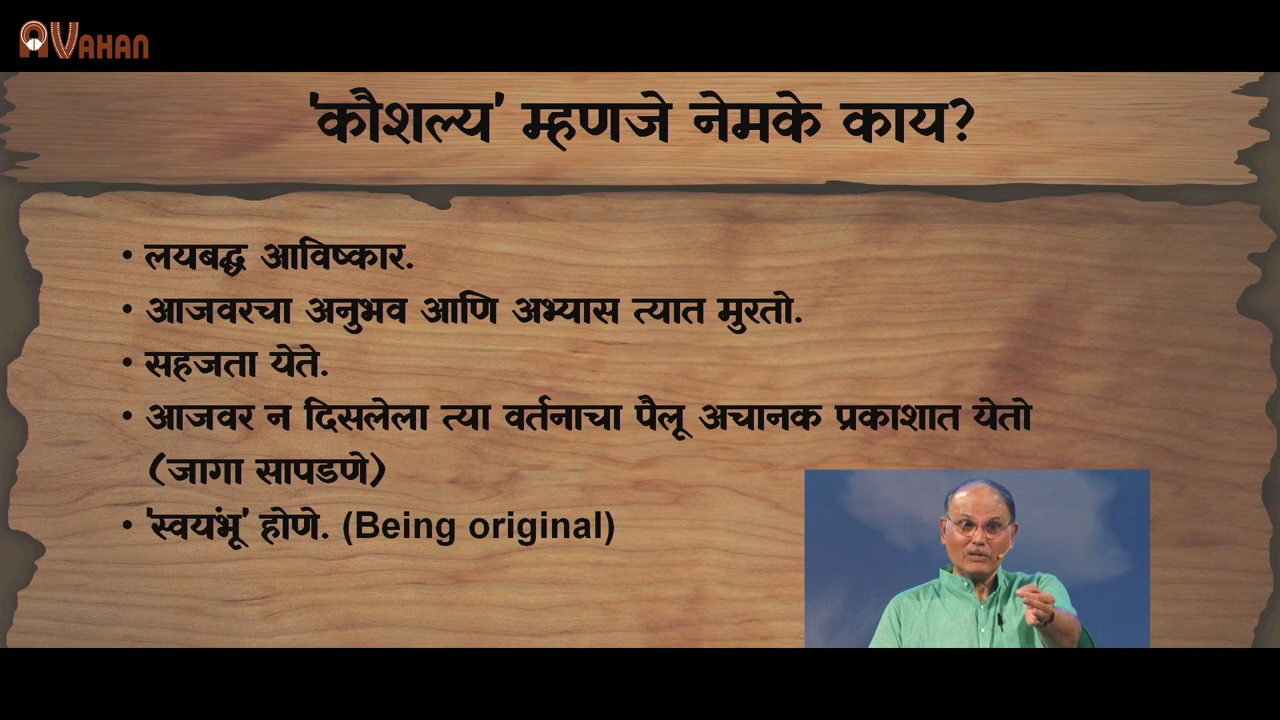 AVAHAN
'कौशल्य' म्हणजे नेमके काय?
• लयबद्ध आविष्कार.
• आजवरचा अनुभव आणि अभ्यास त्यात मुरतो.
• सहजता येते.
• आजवर न दिसलेला त्या वर्तनाचा पैलू अचानक प्रकाशात येतो
(जागा सापडणे)
• 'स्वयंभू' होणे. (Being original)